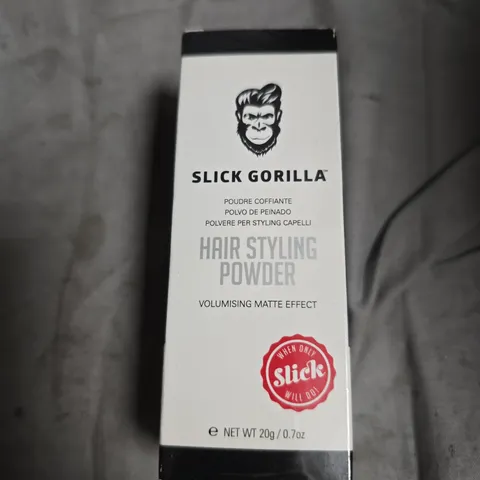 SLICK GORILLA™
POUDRE COIFFANTE
POLVO DE PEINADO
POLVERE PER STYLING CAPELLI
HAIR STYLING
POWDER
VOLUMISING MATTE EFFECT
WHEN ONLY
Slick
WILL DO!
℮ NET WT 20g / 0.7oz